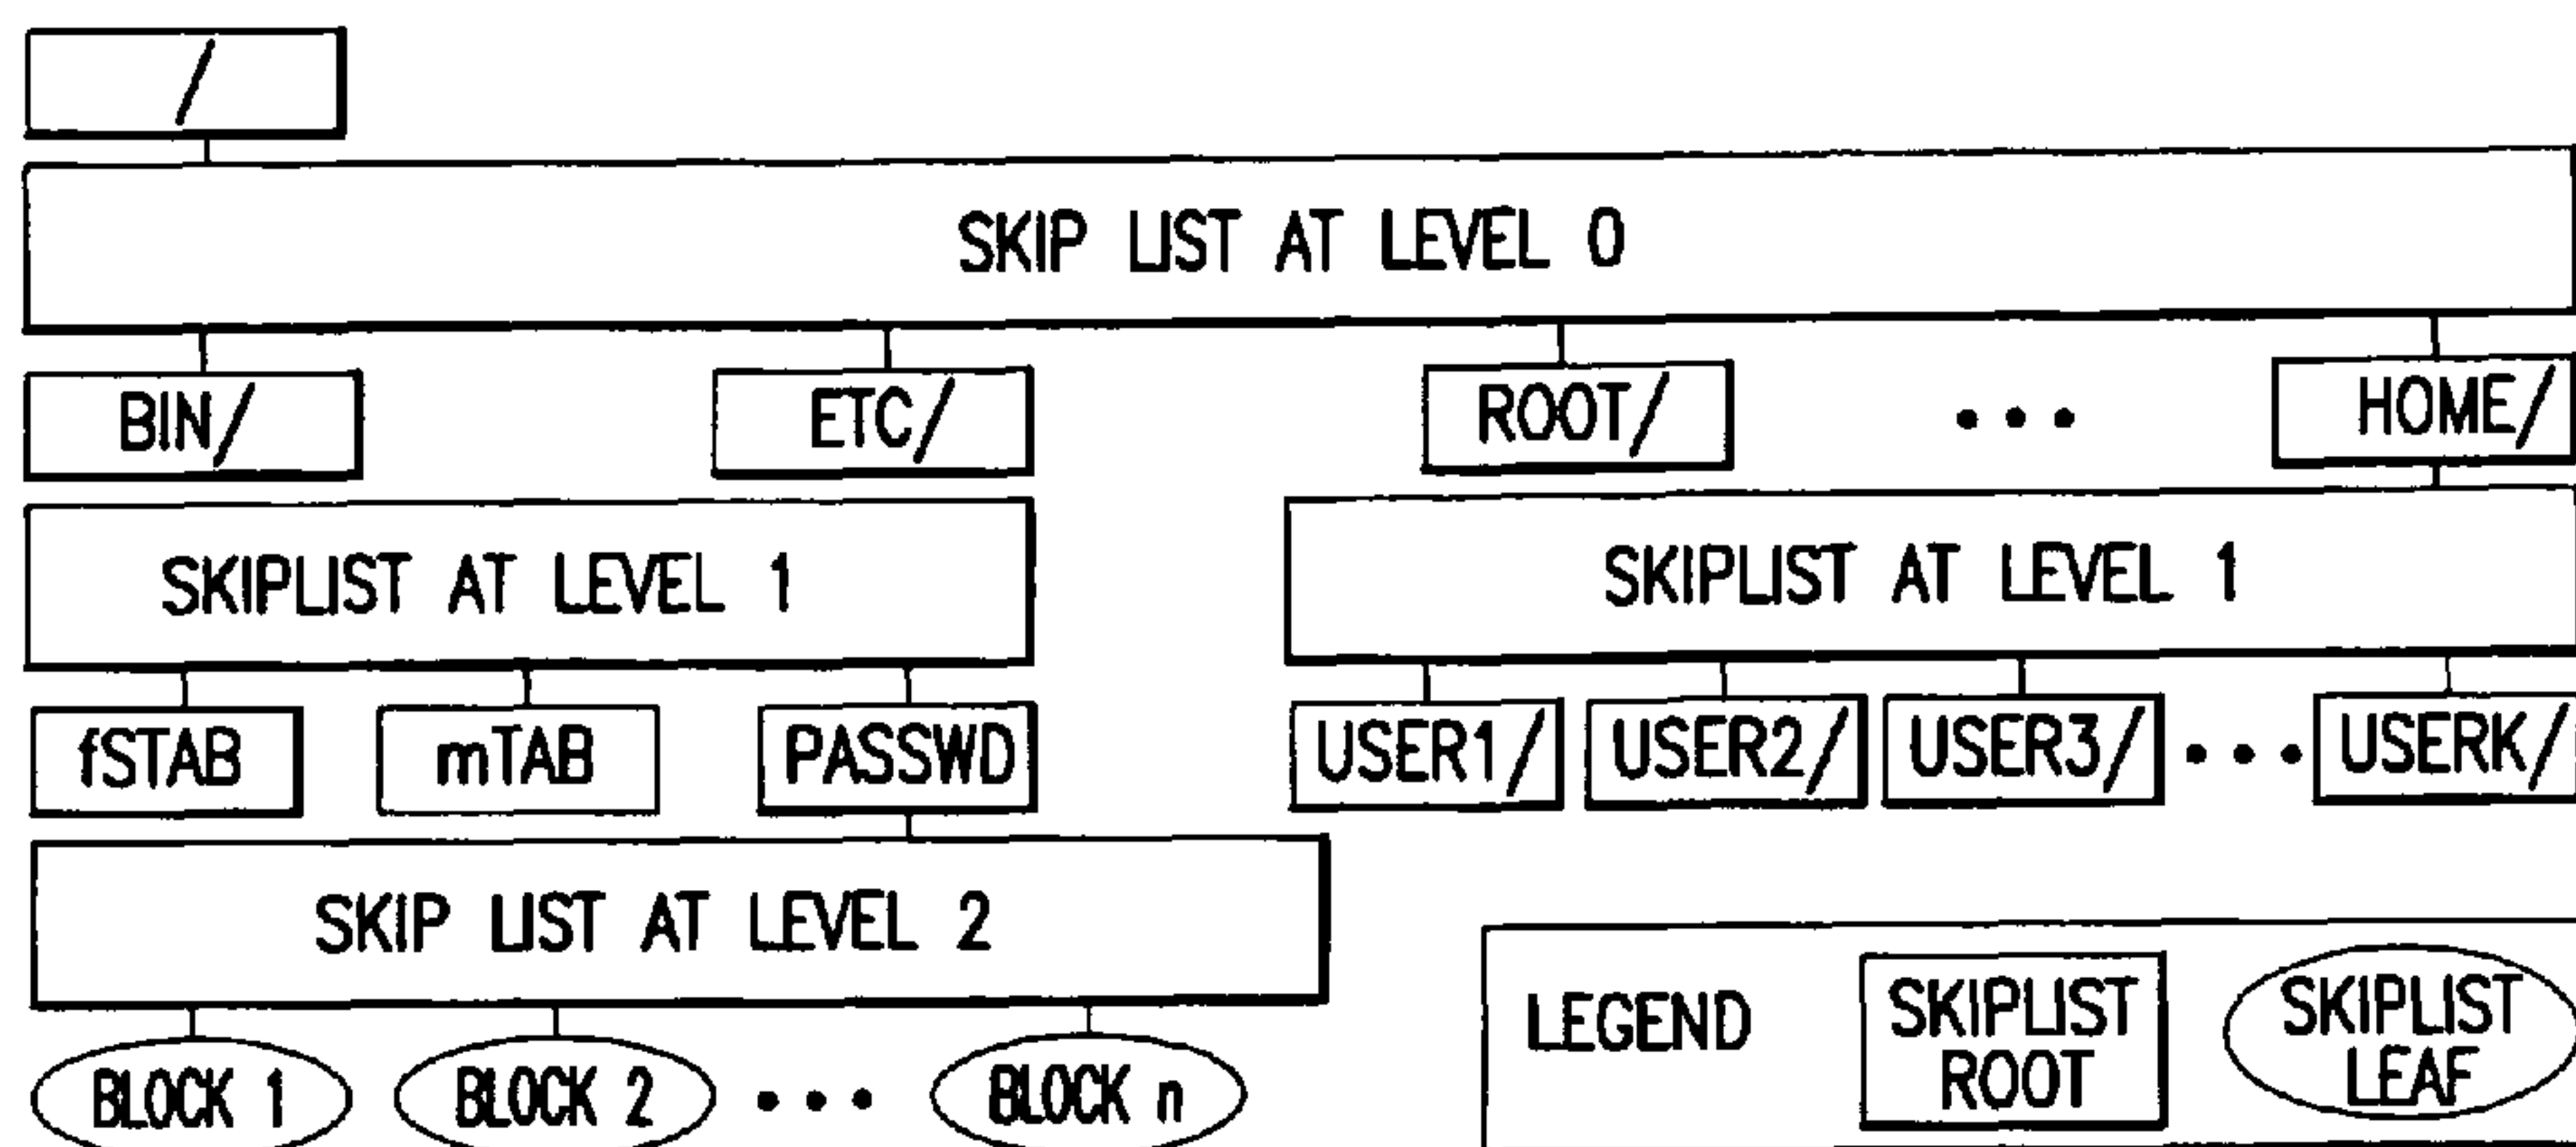 /
SKIP LIST AT LEVEL 0
BIN/ ETC/ ROOT/ • • • HOME/
SKIPLIST AT LEVEL 1 SKIPLIST AT LEVEL 1
fSTAB mTAB PASSWD USER1/ USER2/ USER3/ • • • USERK/
SKIP LIST AT LEVEL 2
BLOCK 1 BLOCK 2 • • • BLOCK n
LEGEND
SKIPLIST
ROOT
SKIPLIST
LEAF